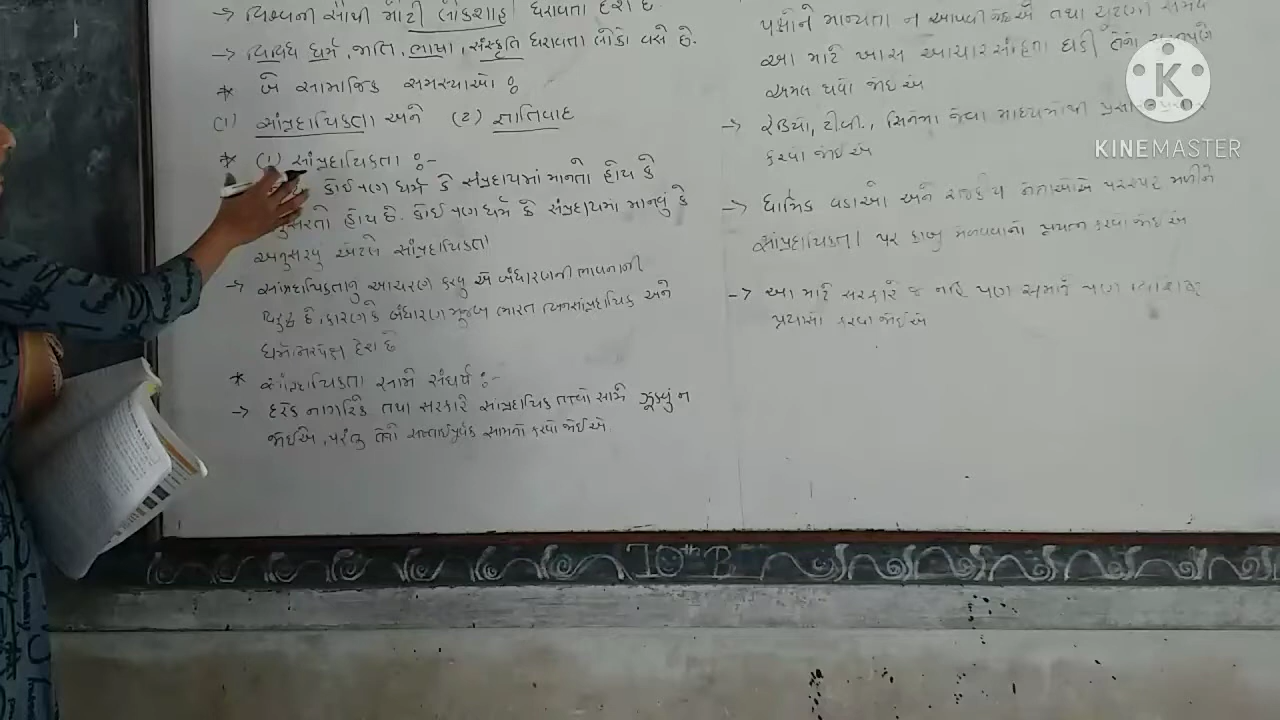 → વિશ્વની સૌથી મોટી લોકશાહી ધરાવતો દેશ છે.
→ વિવિધ ધર્મ, જાતિ, ભાષા, સંસ્કૃતિ ધરાવતા લોકો વસે છે.
* બે સામાજિક સમસ્યાઓ :
(1) સાંપ્રદાયિકતા અને (2) જાતિવાદ
* (1) સાંપ્રદાયિકતા :-
કોઈપણ ધર્મ કે સંપ્રદાયમાં માનતો હોય કે
હોય છે. કોઈ પણ ધર્મ કે સંપ્રદાયમાં માનવું કે
અનુસરવું એટલે સાંપ્રદાયિકતા
→ સાંપ્રદાયિકતાનું આચરણ કરવું એ બંધારણની ભાવનાની
વિરુદ્ધ છે, કારણકે બંધારણ મુજબ ભારત બિનસાંપ્રદાયિક અને
ધર્મનિરપેક્ષ દેશ છે
* સાંપ્રદાયિકતા સામે સંઘર્ષ :-
→ દરેક નાગરિકે તથા સરકારે સાંપ્રદાયિક તત્ત્વો સામે ઝૂકવું ન
જોઈએ, પરંતુ તેનો સખ્તાઈપૂર્વક સામનો કરવો જોઈએ
પક્ષોને માન્યતા ન આપવી જોઈએ તથા ચૂંટણી સમયે
આ માટે ખાસ આચારસંહિતા ઘડી તેનો
અમલ થવો જોઈએ
→ રેડિયો, ટીવી., સિનેમા જેવા માધ્યમોથી
કરવા જોઈએ
→ ધાર્મિક વડાઓ અને રાજકીય નેતાઓએ પરસ્પર મળીને
સાંપ્રદાયિકતા પર કાબુ મેળવવાનો પ્રયત્ન કરવો જોઈએ
→ આ માટે સરકારે જ નહિ પણ સમાજે પણ
પ્રયાસો કરવા જોઈએ
K
KINEMASTER
10th B